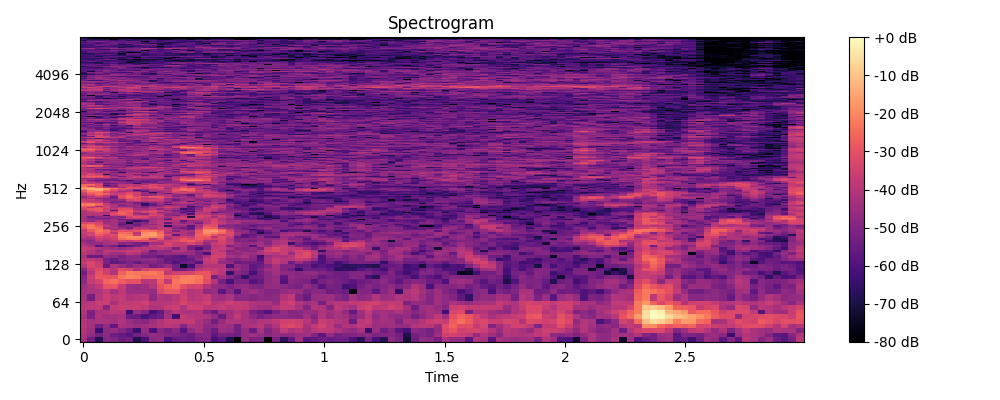 Spectrogram
Hz
4096
2048
1024
512
256
128
64
0
0
0.5
1
1.5
2
2.5
Time
+0 dB
-10 dB
-20 dB
-30 dB
-40 dB
-50 dB
-60 dB
-70 dB
-80 dB